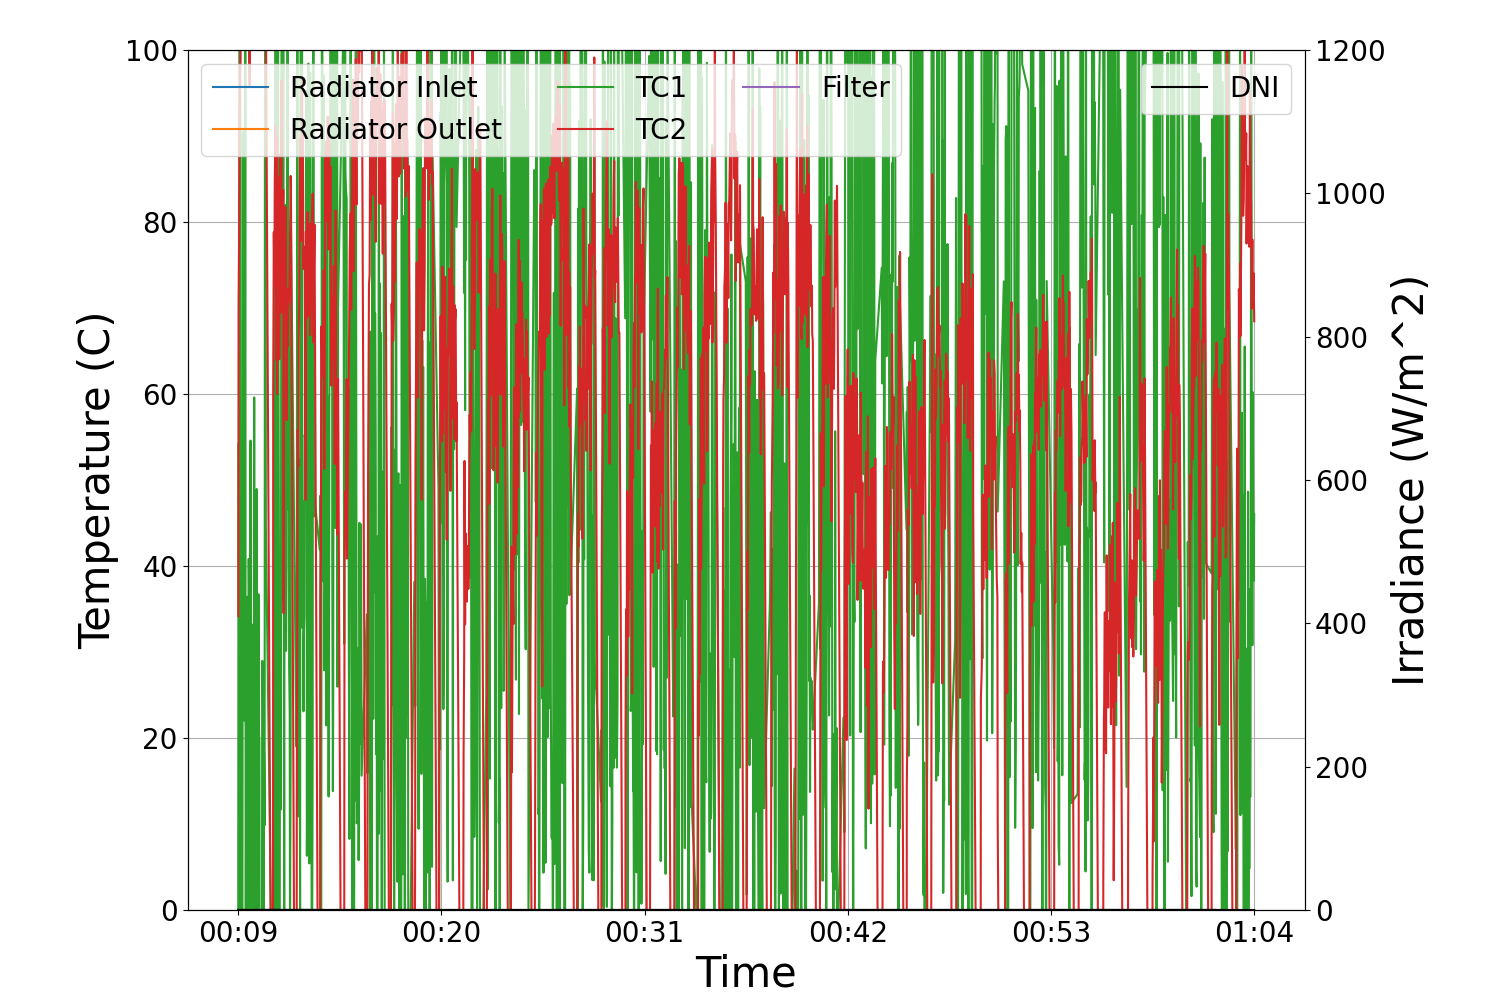 100
80
60
40
20
0
Temperature (C)
Radiator Inlet
Radiator Outlet
TC1
TC2
Filter
DNI
1200
1000
800
600
400
200
0
Irradiance (W/m^2)
00:09
00:20
00:31
00:42
00:53
01:04
Time